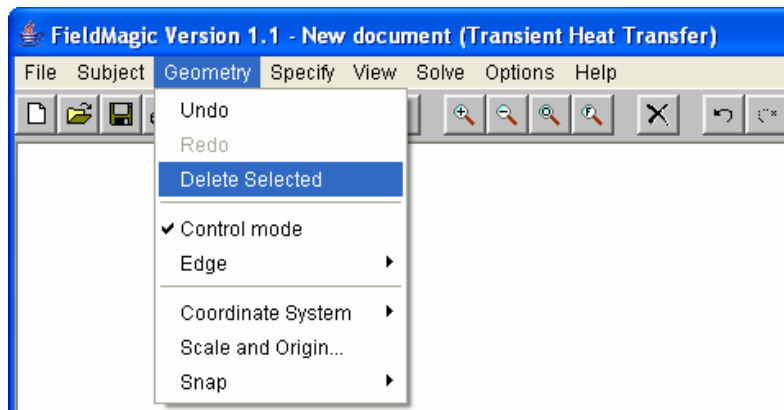 FieldMagic Version 1.1 - New document (Transient Heat Transfer)
File Subject Geometry Specify View Solve Options Help
Undo
Redo
Delete Selected
Control mode
Edge
Coordinate System
Scale and Origin...
Snap